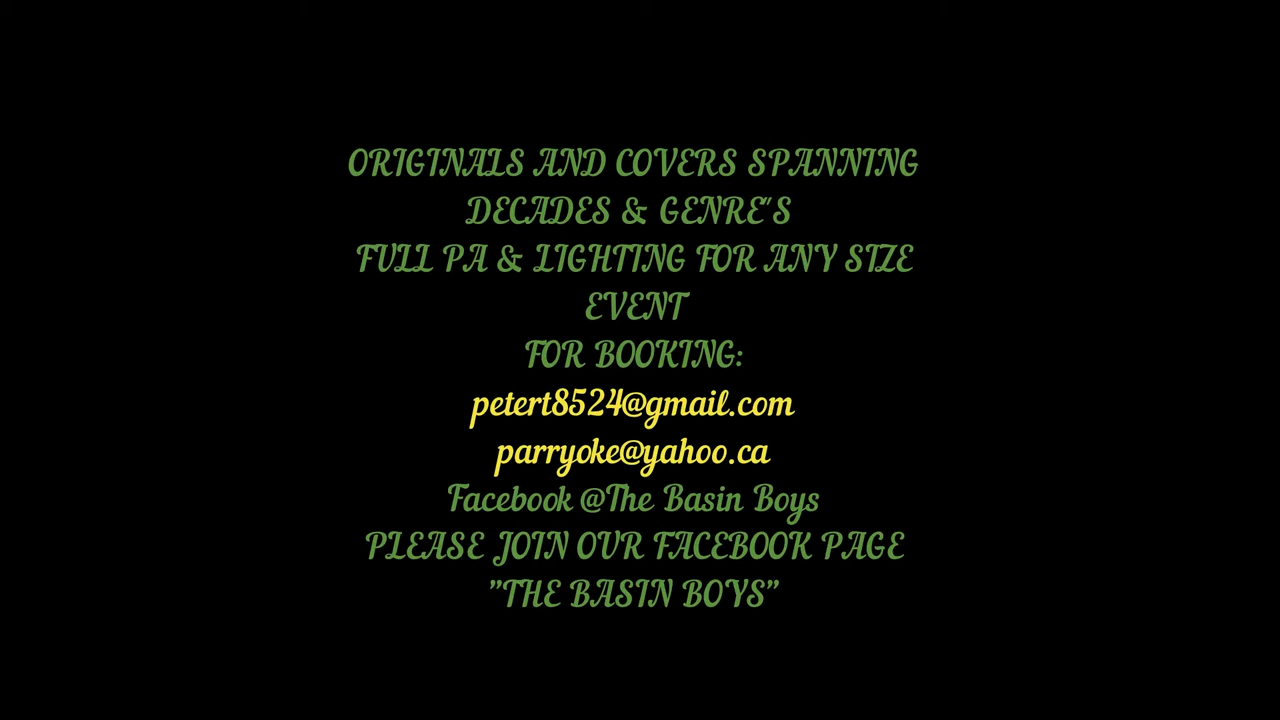 ORIGINALS AND COVERS SPANNING
DECADES & GENRE"S
FULL PA & LIGHTING FOR ANY SIZE
EVENT
FOR BOOKING:
petert8524@gmail.com
parryoke@yahoo.ca
Facebook @The Basin Boys
PLEASE JOIN OUR FACEBOOK PAGE
"THE BASIN BOYS"